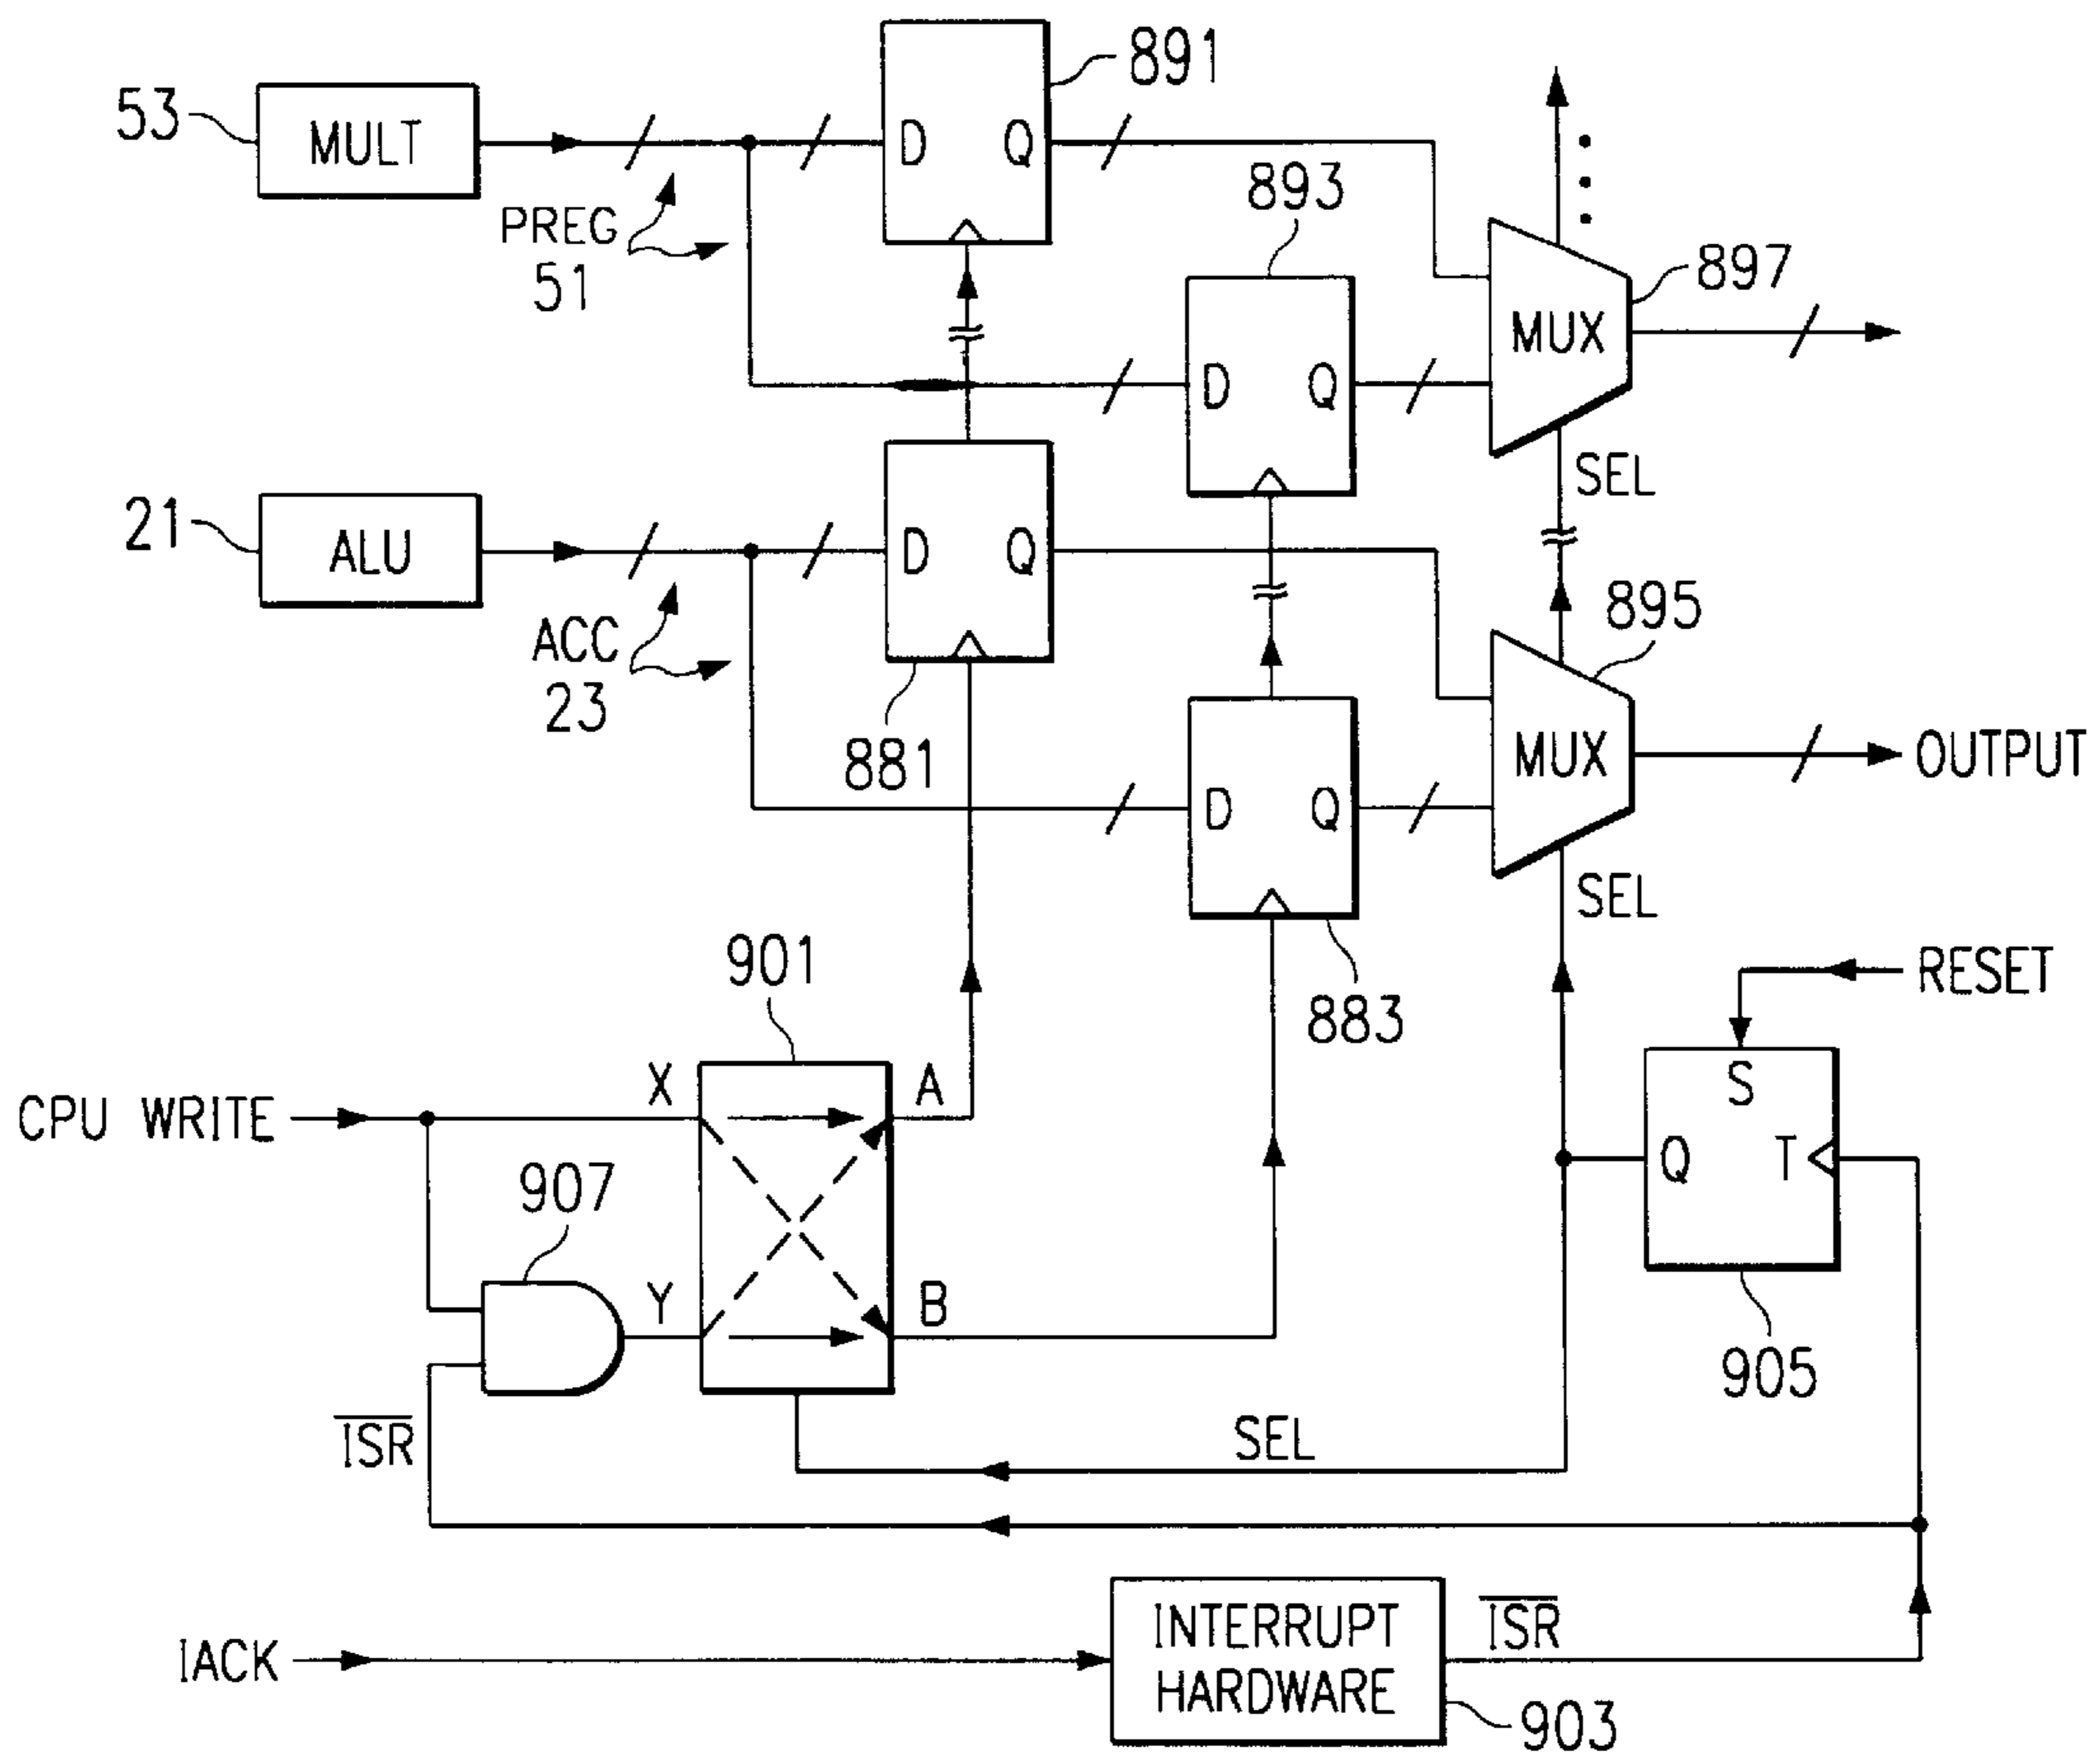 891
53
MULT
D
Q
893
PREG
51
897
MUX
D
Q
SEL
21
ALU
D
Q
895
ACC
23
881
MUX
OUTPUT
D
Q
SEL
901
RESET
883
X
A
S
CPU WRITE
907
Q
T
Y
B
905
ISR
SEL
INTERRUPT
HARDWARE
ISR
IACK
903